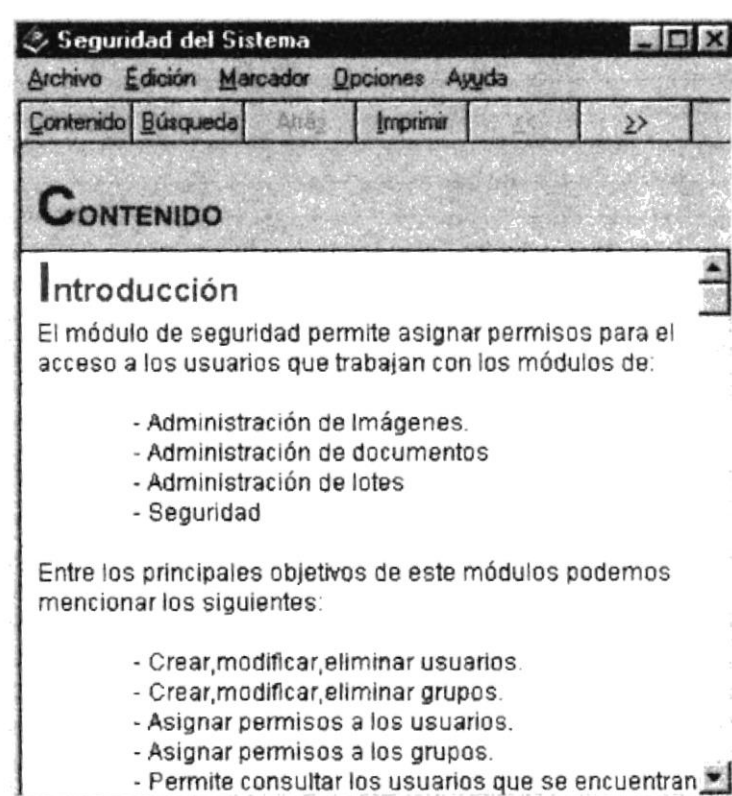 Seguridad del Sistema
Archivo Edición Marcador Opciones Ayuda
Contenido Búsqueda Atrás Imprimir << >>
CONTENIDO
Introducción
El módulo de seguridad permite asignar permisos para el
acceso a los usuarios que trabajan con los módulos de:
- Administración de Imágenes.
- Administración de documentos
- Administración de lotes
- Seguridad
Entre los principales objetivos de este módulos podemos
mencionar los siguientes:
- Crear,modificar,eliminar usuarios.
- Crear,modificar,eliminar grupos.
- Asignar permisos a los usuarios.
- Asignar permisos a los grupos.
- Permite consultar los usuarios que se encuentran